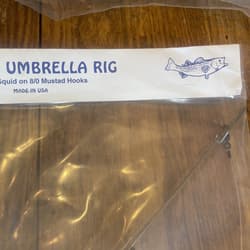 UMBRELLA RIG
Squid on 8/0 Mustad Hooks
MADE IN USA